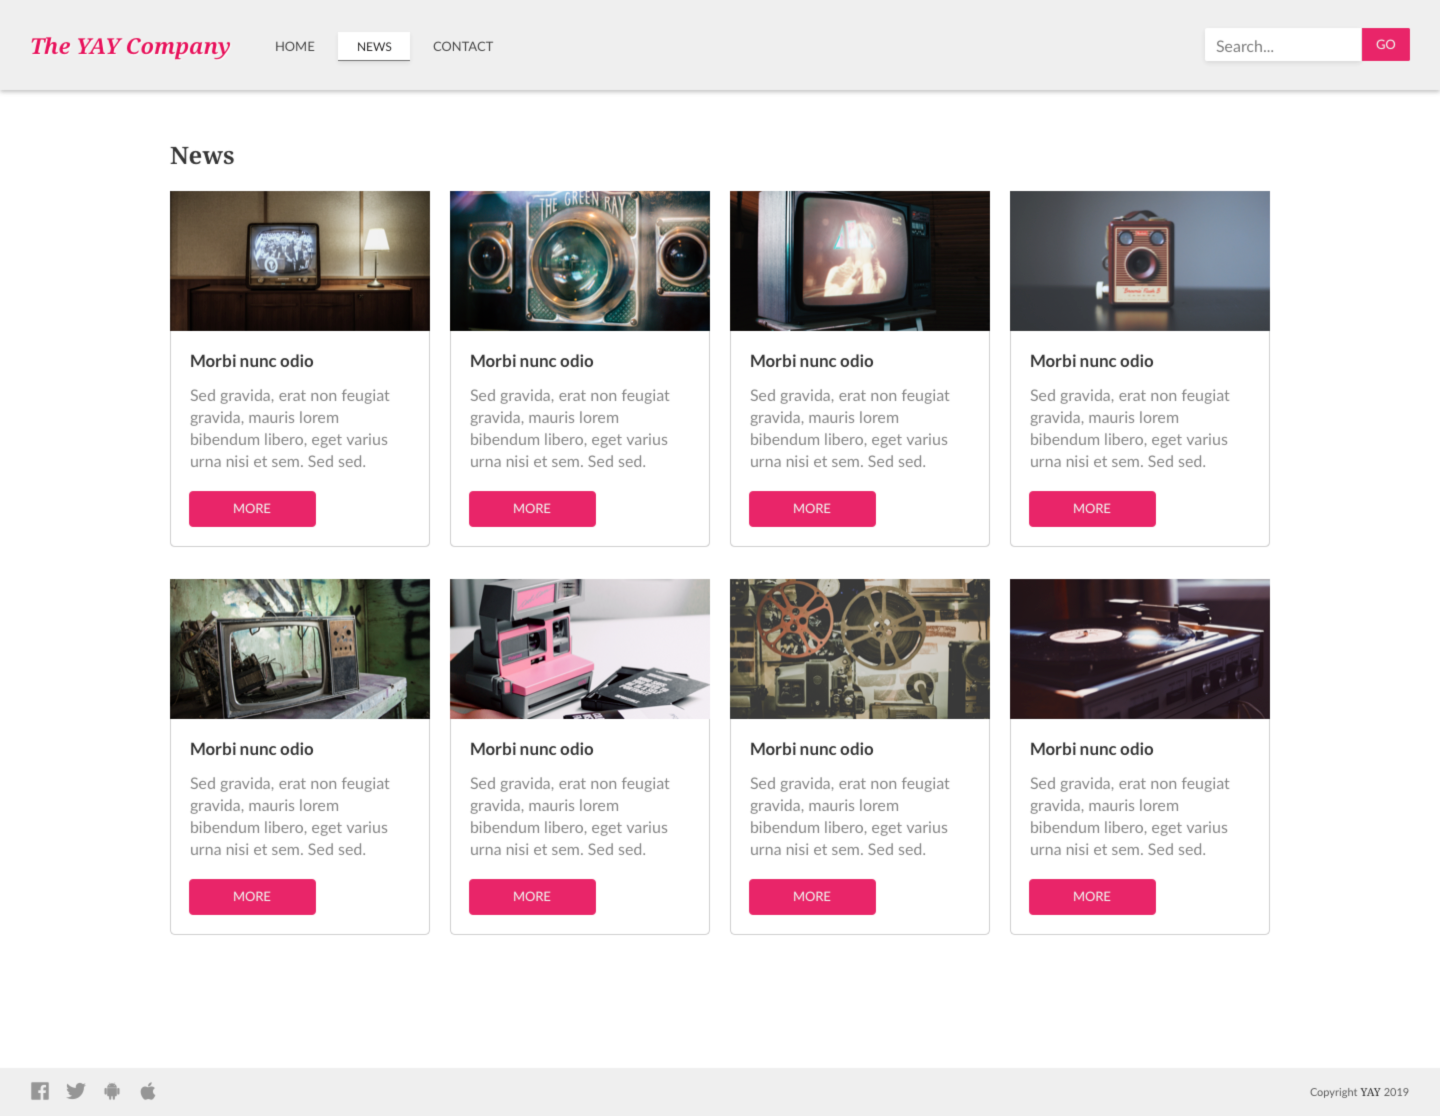 The YAY Company
HOME
NEWS
CONTACT
Search...
GO
News
THE GREEN RAY
Morbi nunc odio
Sed gravida, erat non feugiat
gravida, mauris lorem
bibendum libero, eget varius
urna nisi et sem. Sed sed.
MORE
Morbi nunc odio
Sed gravida, erat non feugiat
gravida, mauris lorem
bibendum libero, eget varius
urna nisi et sem. Sed sed.
MORE
Morbi nunc odio
Sed gravida, erat non feugiat
gravida, mauris lorem
bibendum libero, eget varius
urna nisi et sem. Sed sed.
MORE
Morbi nunc odio
Sed gravida, erat non feugiat
gravida, mauris lorem
bibendum libero, eget varius
urna nisi et sem. Sed sed.
MORE
Morbi nunc odio
Sed gravida, erat non feugiat
gravida, mauris lorem
bibendum libero, eget varius
urna nisi et sem. Sed sed.
MORE
Morbi nunc odio
Sed gravida, erat non feugiat
gravida, mauris lorem
bibendum libero, eget varius
urna nisi et sem. Sed sed.
MORE
Morbi nunc odio
Sed gravida, erat non feugiat
gravida, mauris lorem
bibendum libero, eget varius
urna nisi et sem. Sed sed.
MORE
Morbi nunc odio
Sed gravida, erat non feugiat
gravida, mauris lorem
bibendum libero, eget varius
urna nisi et sem. Sed sed.
MORE
Copyright YAY 2019